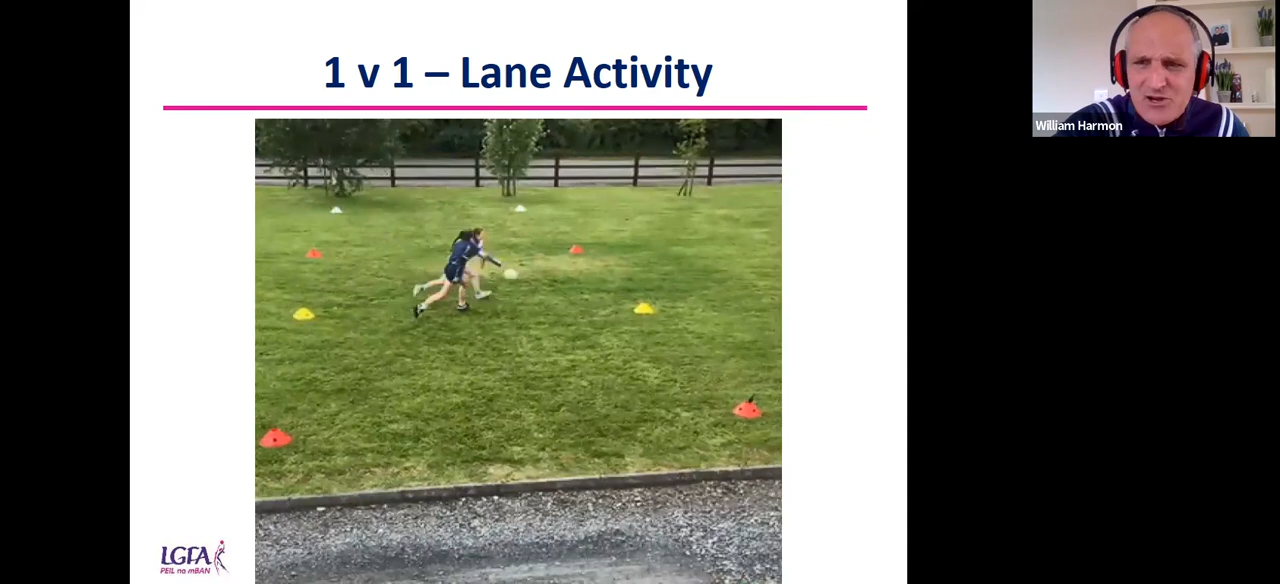 1 v 1 – Lane Activity
William Harmon
LGFA
PEIL na mBAN